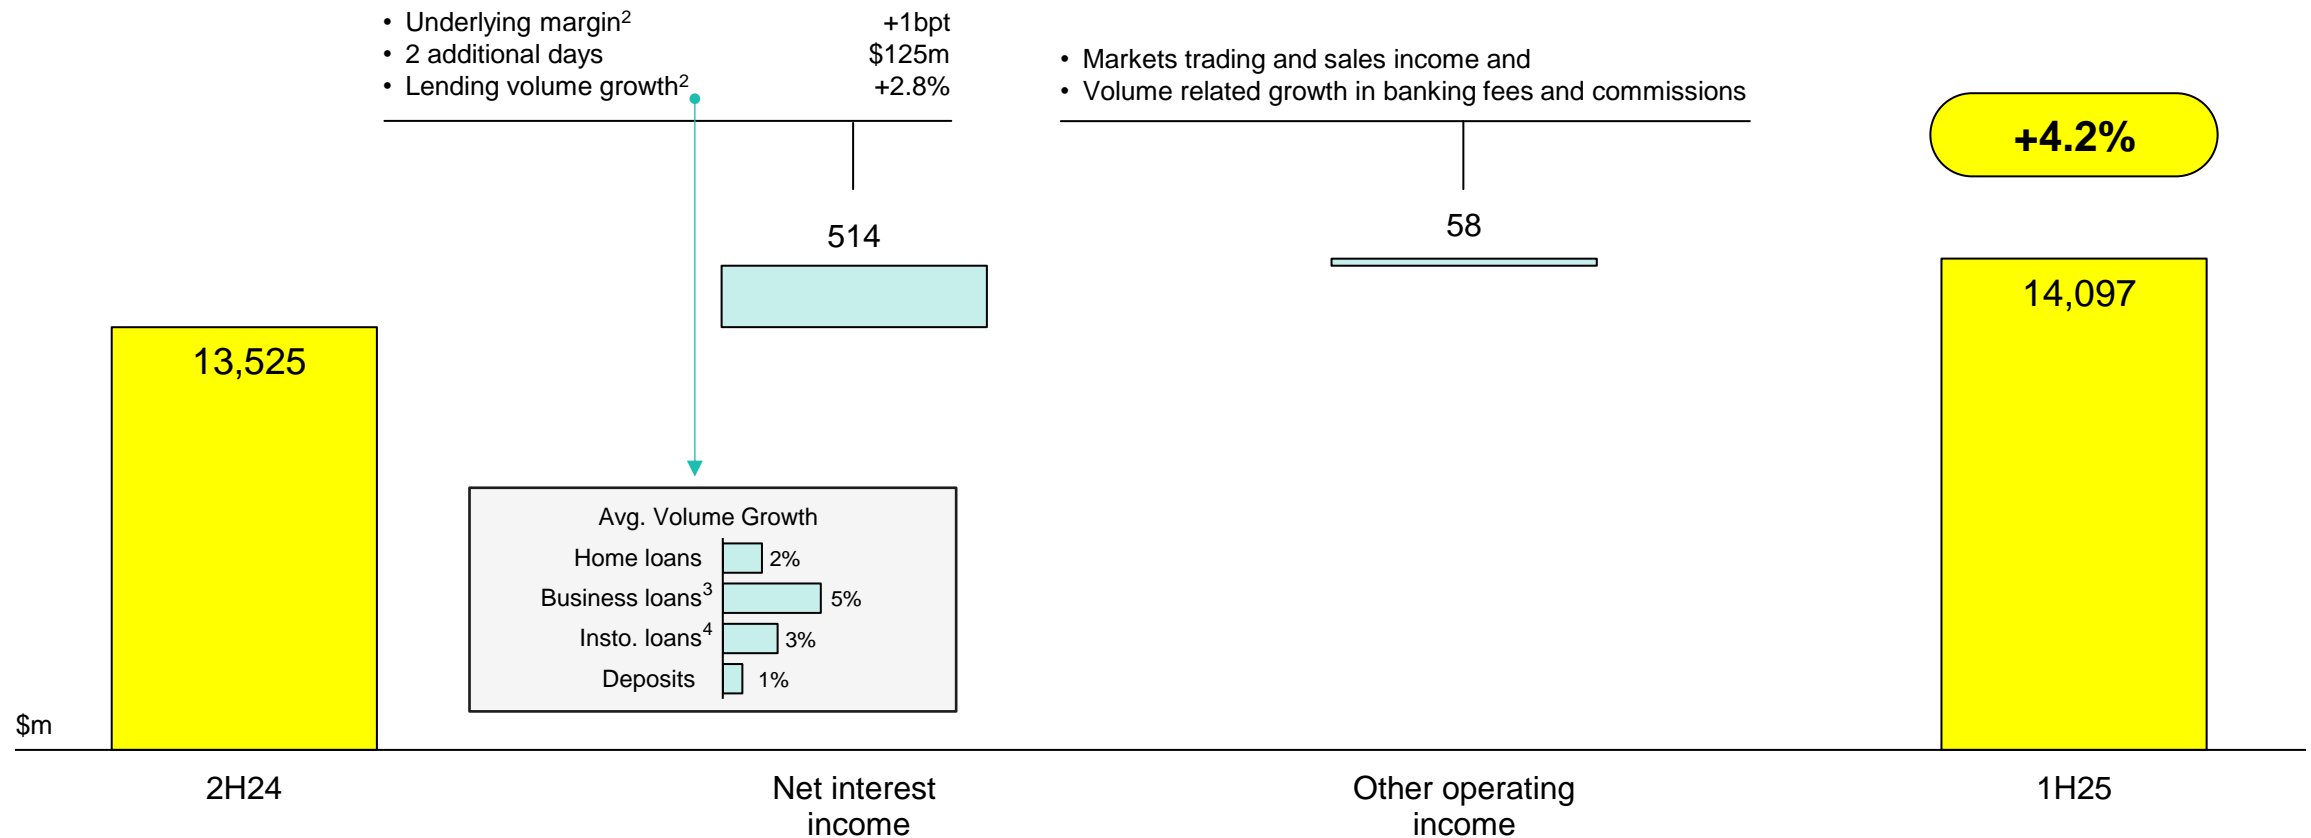 • Underlying margin² +1bpt
• 2 additional days $125m
• Lending volume growth² +2.8%
• Markets trading and sales income and
• Volume related growth in banking fees and commissions
+4.2%
514
58
14,097
13,525
Avg. Volume Growth
Home loans 2%
Business loans³ 5%
Insto. loans⁴ 3%
Deposits 1%
$m
2H24
Net interest
income
Other operating
income
1H25